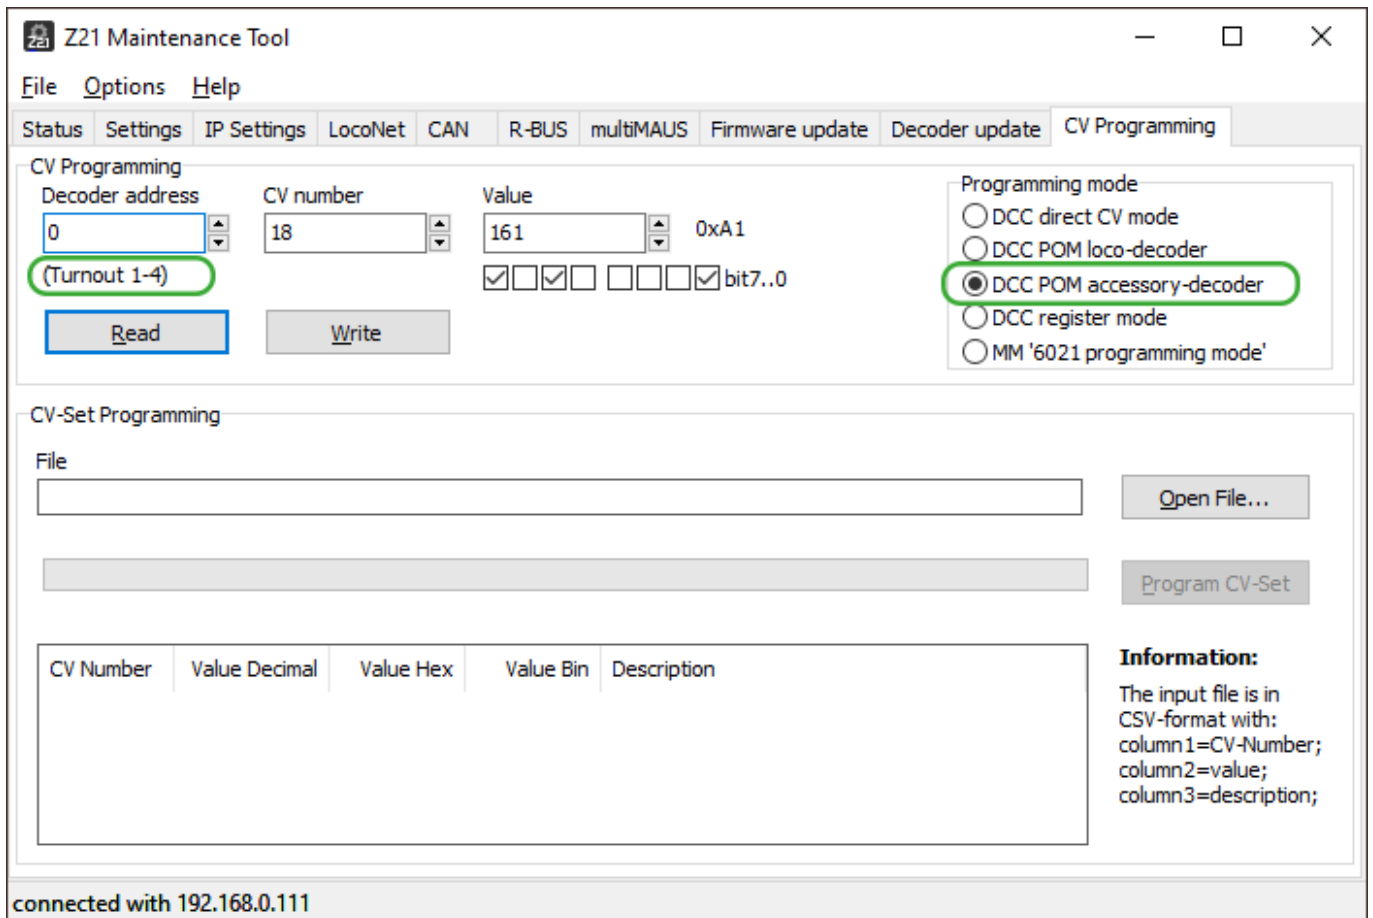 Z21 Maintenance Tool
File Options Help
Status Settings IP Settings LocoNet CAN R-BUS multiMAUS Firmware update Decoder update CV Programming
CV Programming
Decoder address CV number Value
0 18 161 0xA1
(Turnout 1-4) bit7..0
Read Write
Programming mode
DCC direct CV mode
DCC POM loco-decoder
DCC POM accessory-decoder
DCC register mode
MM '6021 programming mode'
CV-Set Programming
File
Open File...
Program CV-Set
CV Number Value Decimal Value Hex Value Bin Description
Information:
The input file is in
CSV-format with:
column1=CV-Number;
column2=value;
column3=description;
connected with 192.168.0.111